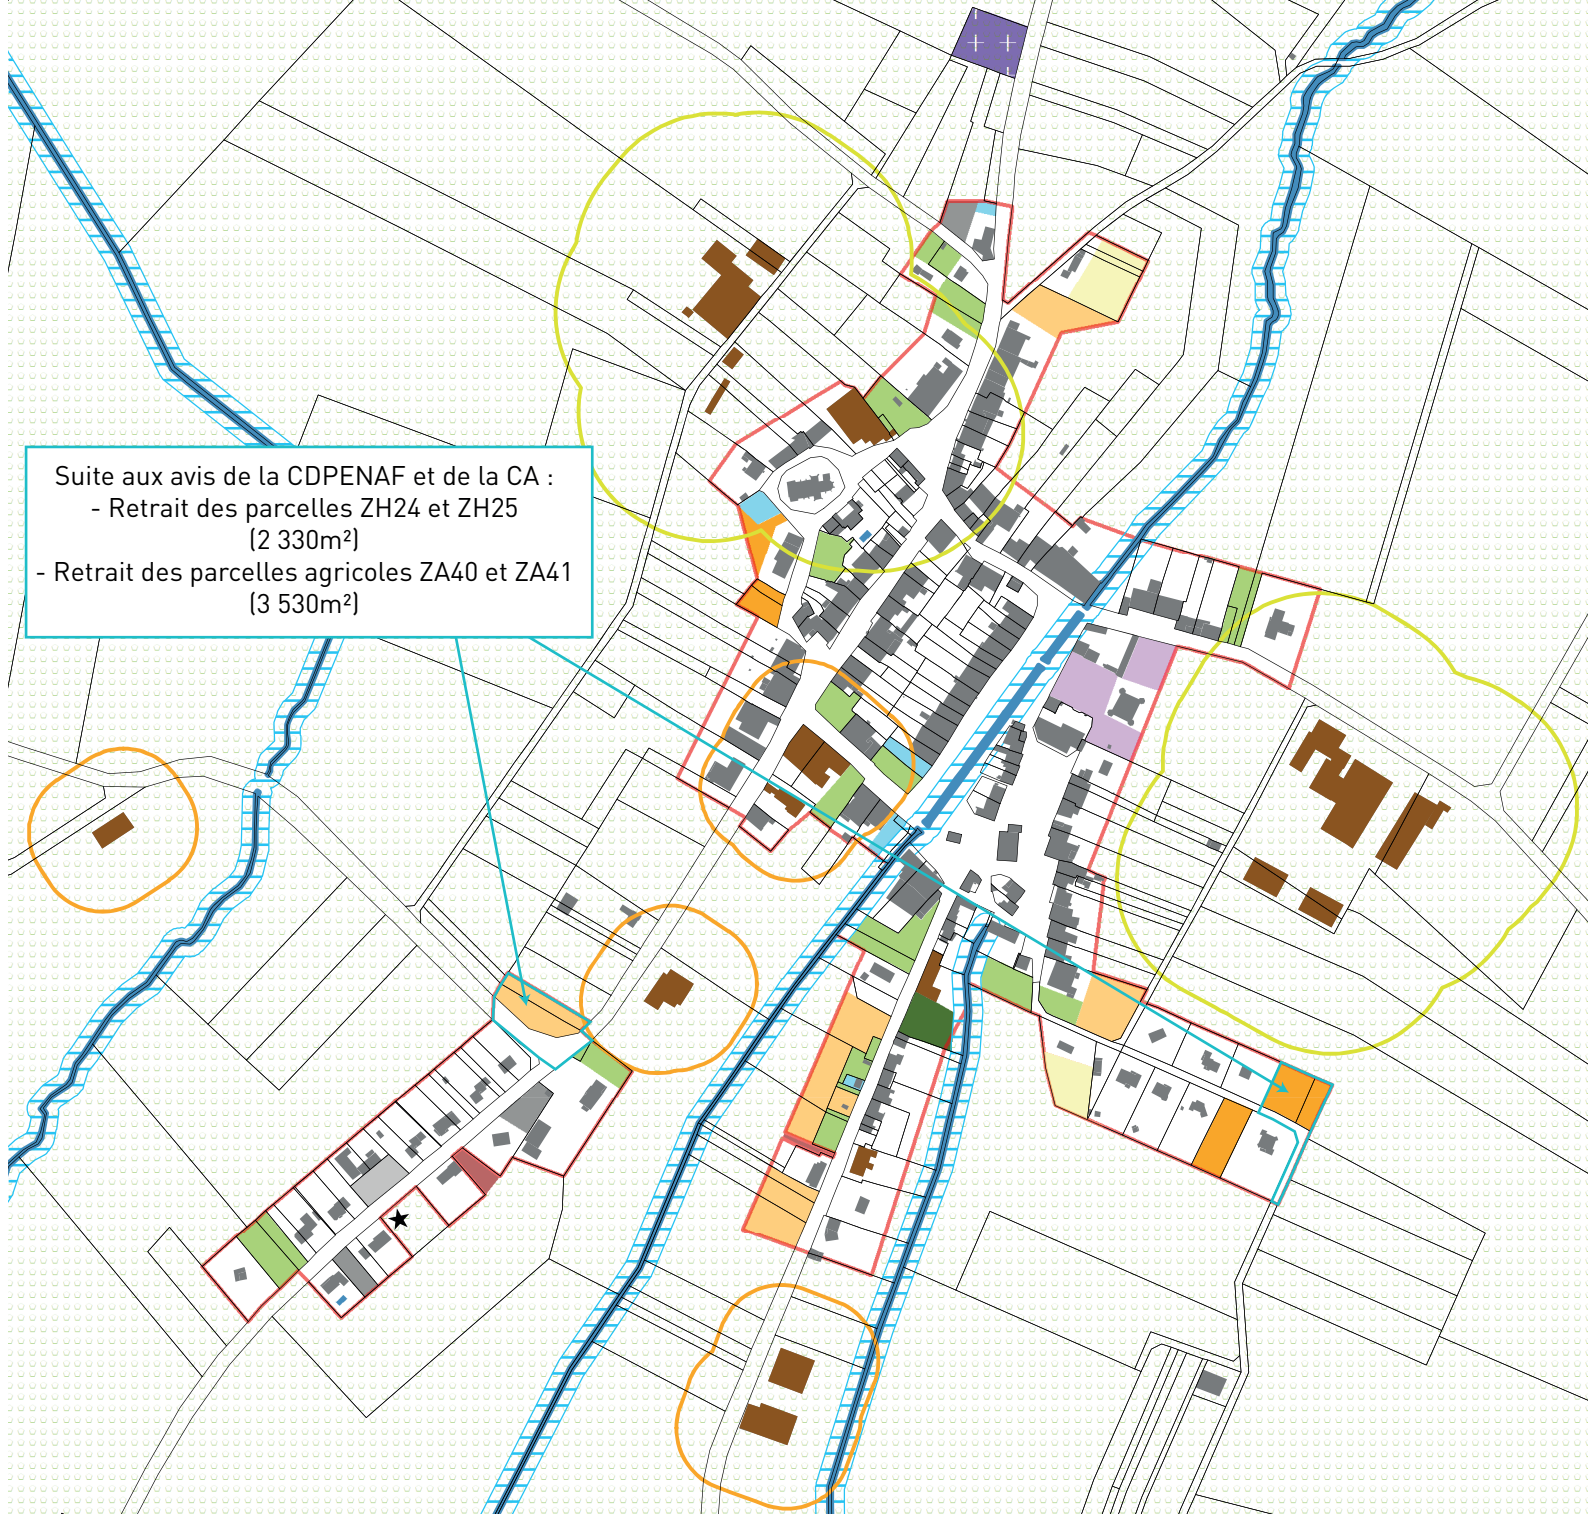 Suite aux avis de la CDPENAF et de la CA :
- Retrait des parcelles ZH24 et ZH25
(2 330m²)
- Retrait des parcelles agricoles ZA40 et ZA41
(3 530m²)